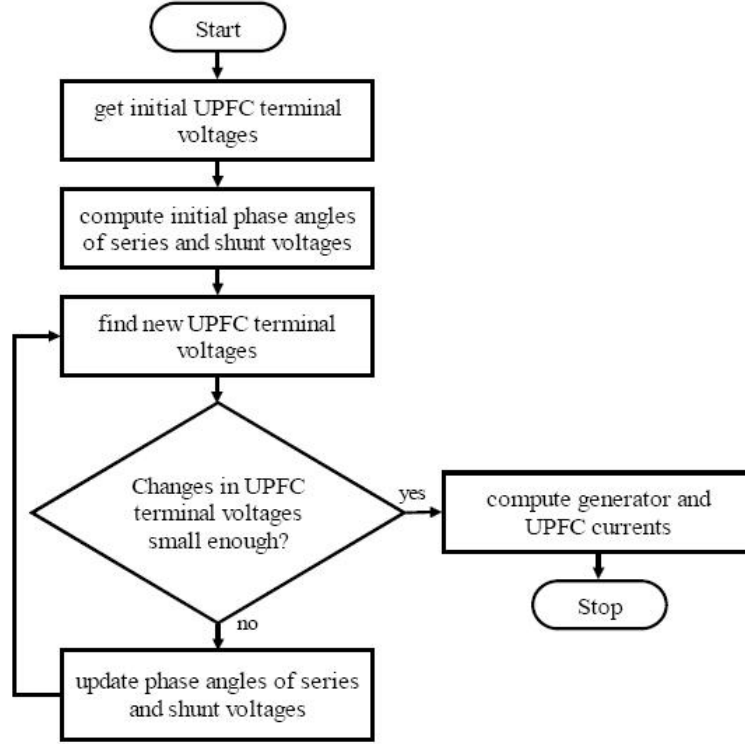 Start
get initial UPFC terminal
voltages
compute initial phase angles
of series and shunt voltages
find new UPFC terminal
voltages
Changes in UPFC
terminal voltages
small enough?
yes
compute generator and
UPFC currents
Stop
no
update phase angles of series
and shunt voltages